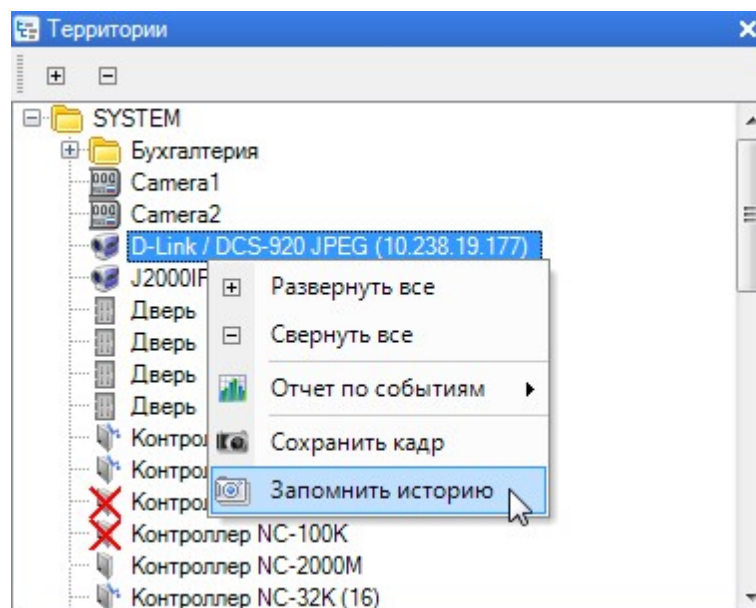 Территории
SYSTEM
Бухгалтерия
Camera1
Camera2
D-Link / DCS-920 JPEG (10.238.19.177)
J2000IP
Развернуть все
Дверь
Дверь
Свернуть все
Дверь
Отчет по событиям
Дверь
Контрол
Сохранить кадр
Контрол
Запомнить историю
Контрол
Контроллер NC-100K
Контроллер NC-2000M
Контроллер NC-32K (16)